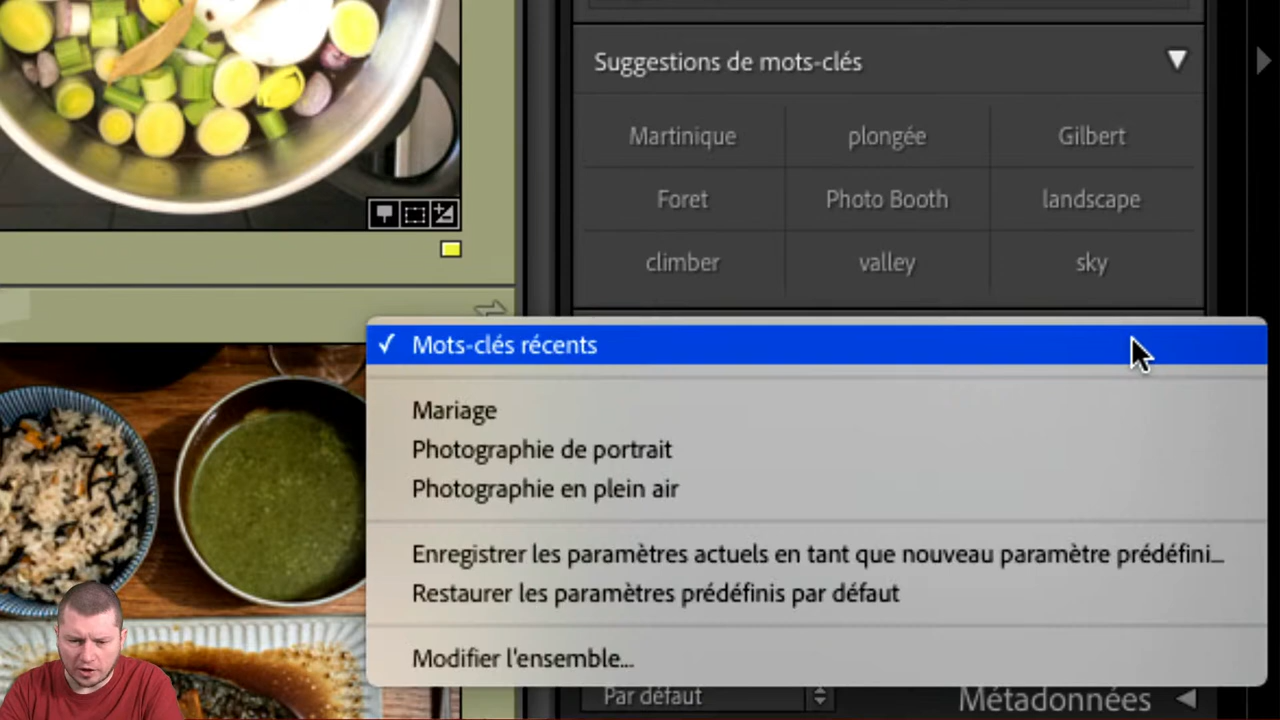 Suggestions de mots-clés
Martinique plongée Gilbert
Foret Photo Booth landscape
climber valley sky
✓ Mots-clés récents
Mariage
Photographie de portrait
Photographie en plein air
Enregistrer les paramètres actuels en tant que nouveau paramètre prédéfini...
Restaurer les paramètres prédéfinis par défaut
Modifier l'ensemble...
Par défaut Métadonnées